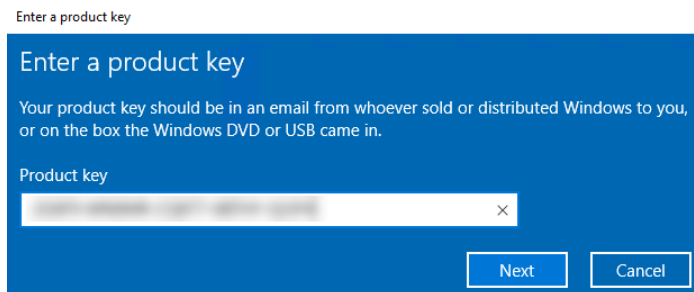 Enter a product key
Enter a product key
Your product key should be in an email from whoever sold or distributed Windows to you,
or on the box the Windows DVD or USB came in.
Product key
Next
Cancel